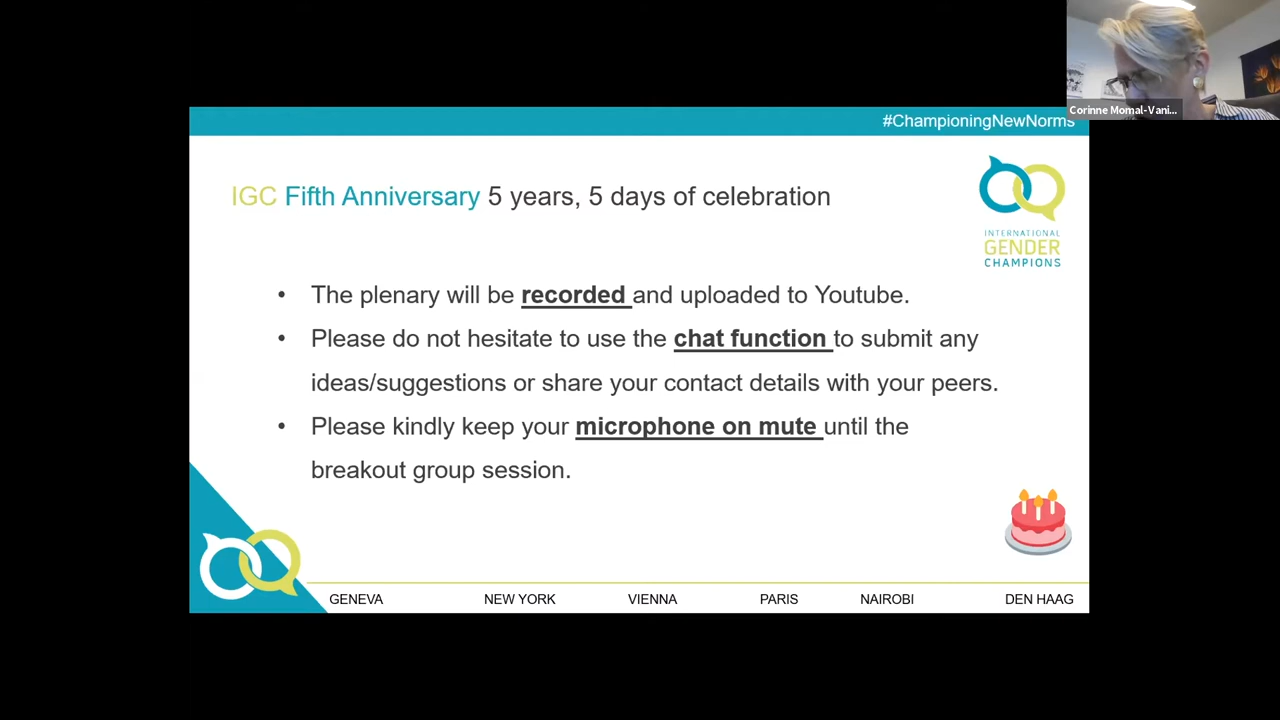 Corinne Momal-Vani...
#ChampioningNewNorms
IGC Fifth Anniversary 5 years, 5 days of celebration
INTERNATIONAL
GENDER
CHAMPIONS
• The plenary will be recorded and uploaded to Youtube.
• Please do not hesitate to use the chat function to submit any
ideas/suggestions or share your contact details with your peers.
• Please kindly keep your microphone on mute until the
breakout group session.
GENEVA NEW YORK VIENNA PARIS NAIROBI DEN HAAG